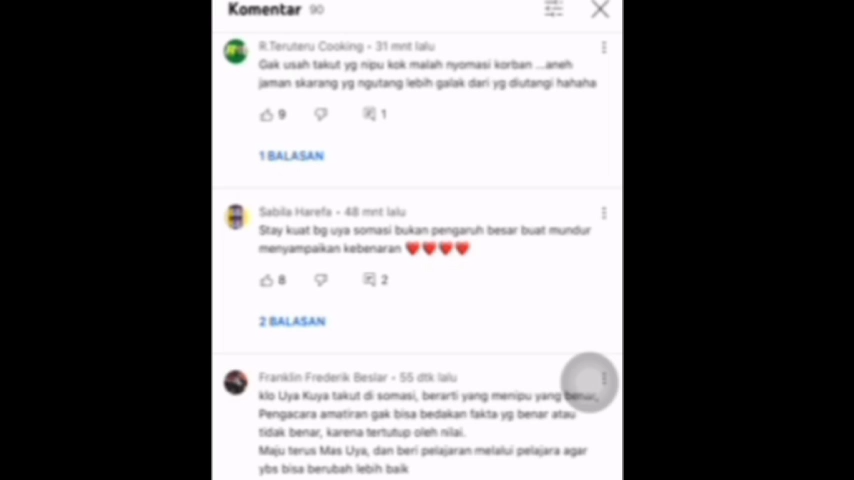 Komentar 90
R.Teruteru Cooking • 31 mnt lalu
Gak usah takut yg nipu kok malah nyomasi korban ...aneh
jaman skarang yg ngutang lebih galak dari yg diutangi hahaha
9 1
1 BALASAN
Sabila Harefa • 48 mnt lalu
Stay kuat bg uya somasi bukan pengaruh besar buat mundur
menyampaikan kebenaran ❤️❤️❤️❤️
8 2
2 BALASAN
Franklin Frederik Beslar • 55 dtk lalu
klo Uya Kuya takut di somasi, berarti yang menipu yang benar,
Pengacara amatiran gak bisa bedakan fakta yg benar atau
tidak benar, karena tertutup oleh nilai.
Maju terus Mas Uya, dan beri pelajaran melalui pelajara agar
ybs bisa berubah lebih baik